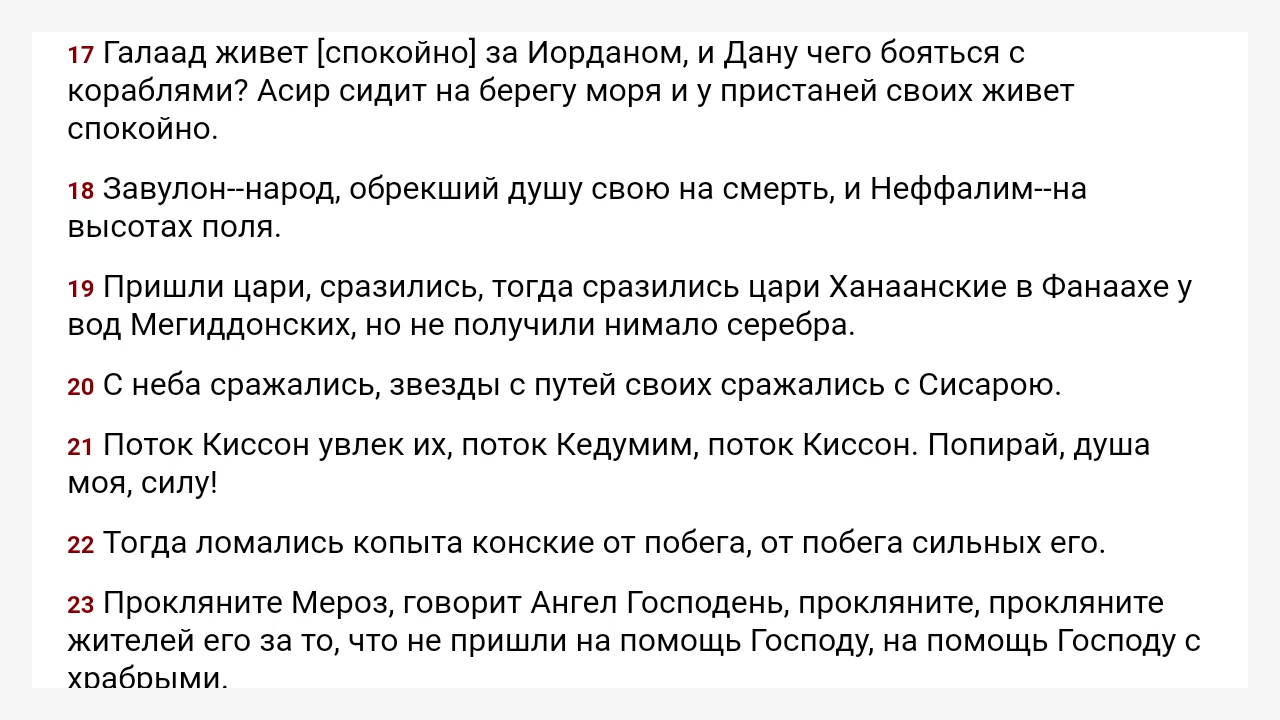 17 Галаад живет [спокойно] за Иорданом, и Дану чего бояться с
кораблями? Асир сидит на берегу моря и у пристаней своих живет
спокойно.
18 Завулон--народ, обрекший душу свою на смерть, и Неффалим--на
высотах поля.
19 Пришли цари, сразились, тогда сразились цари Ханаанские в Фанаахе у
вод Мегиддонских, но не получили нимало серебра.
20 С неба сражались, звезды с путей своих сражались с Сисарою.
21 Поток Киссон увлек их, поток Кедумим, поток Киссон. Попирай, душа
моя, силу!
22 Тогда ломались копыта конские от побега, от побега сильных его.
23 Прокляните Мероз, говорит Ангел Господень, прокляните, прокляните
жителей его за то, что не пришли на помощь Господу, на помощь Господу с
храбрыми.